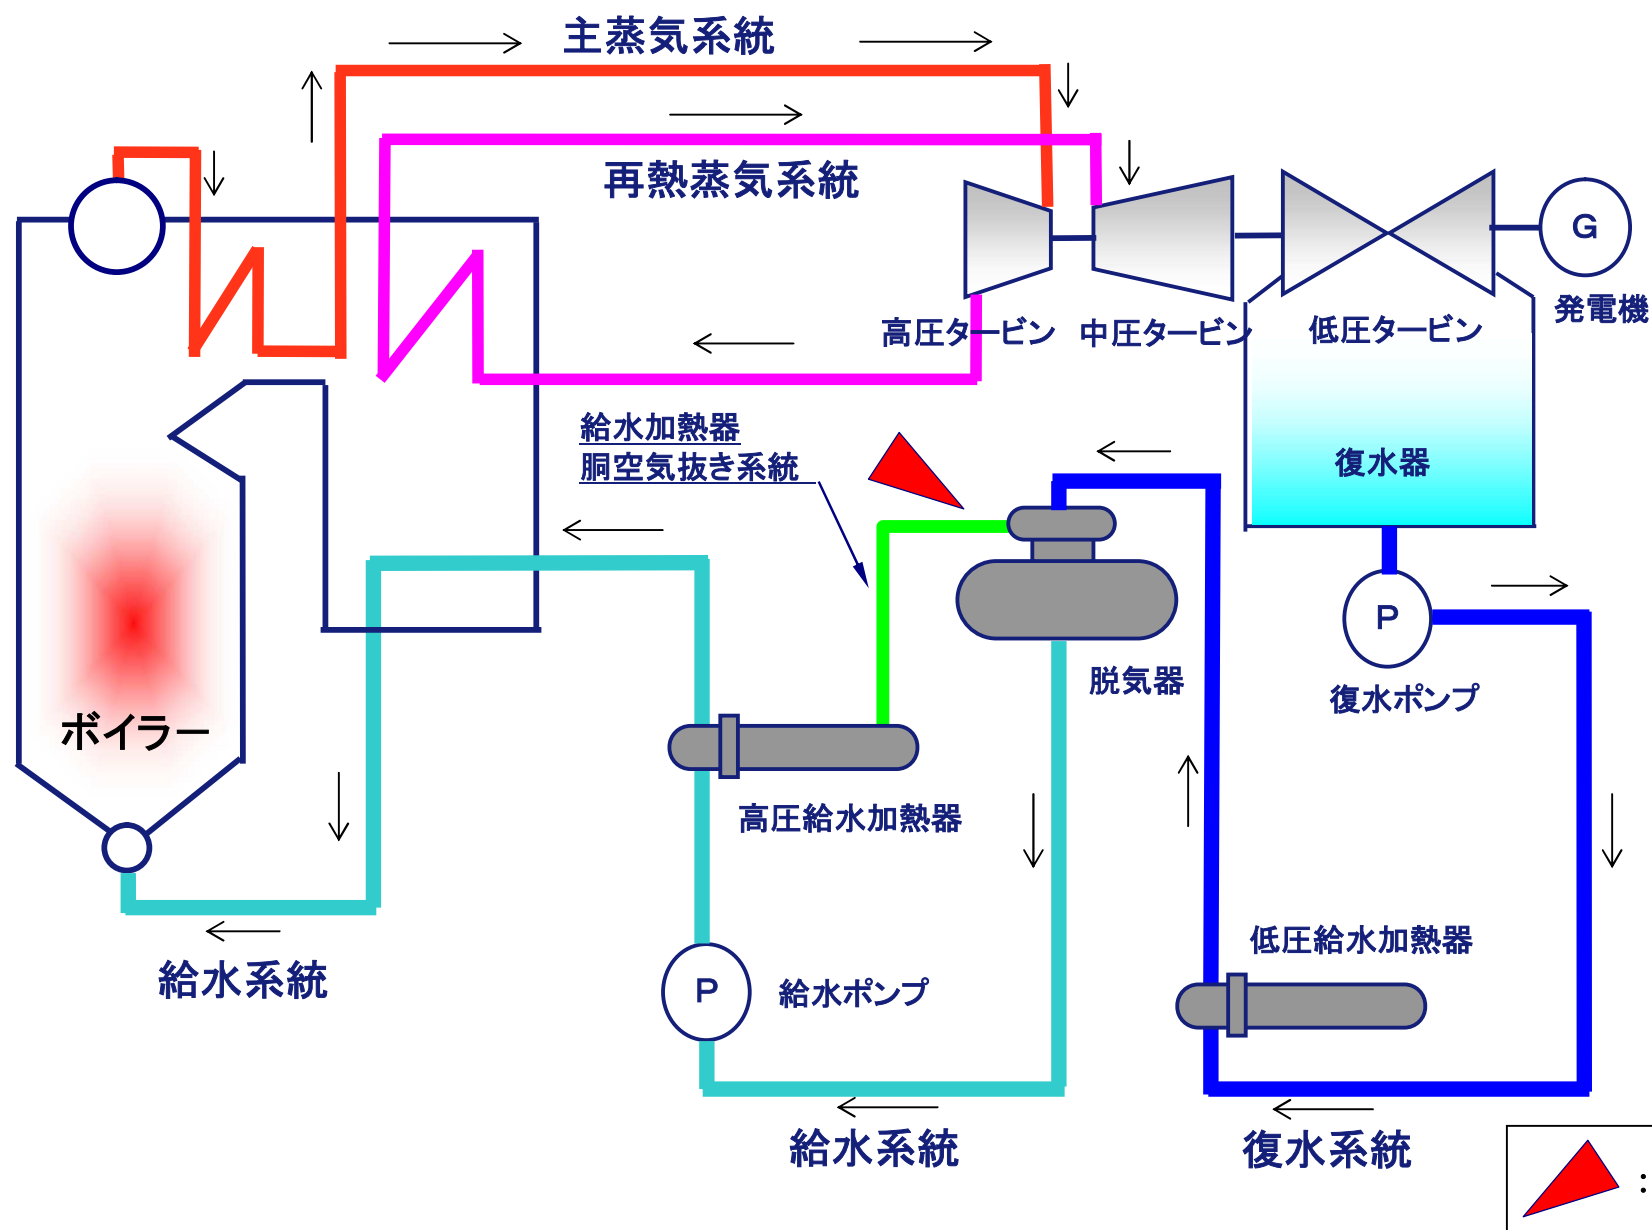 主蒸気系統
再熱蒸気系統
G
発電機
高圧タービン
中圧タービン
低圧タービン
給水加熱器
胴空気抜き系統
復水器
P
復水ポンプ
脱気器
ボイラー
高圧給水加熱器
低圧給水加熱器
給水系統
P
給水ポンプ
給水系統
復水系統
：